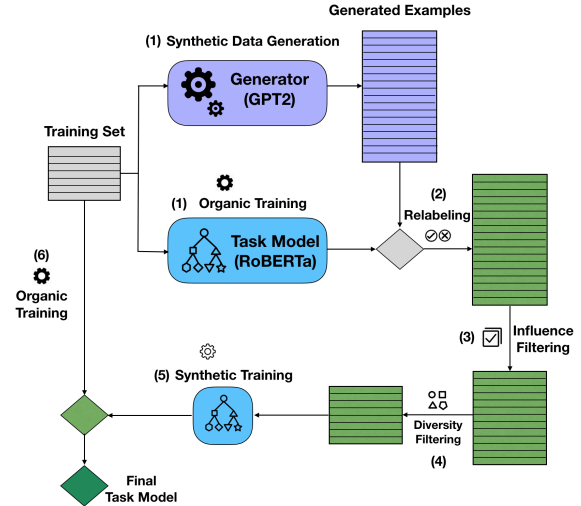 Generated Examples
(1) Synthetic Data Generation
Generator
(GPT2)
Training Set
(1) Organic Training
Task Model
(RoBERTa)
(2)
Relabeling
(6)
Organic
Training
(3) Influence
Filtering
(5) Synthetic Training
Diversity
Filtering
(4)
Final
Task Model